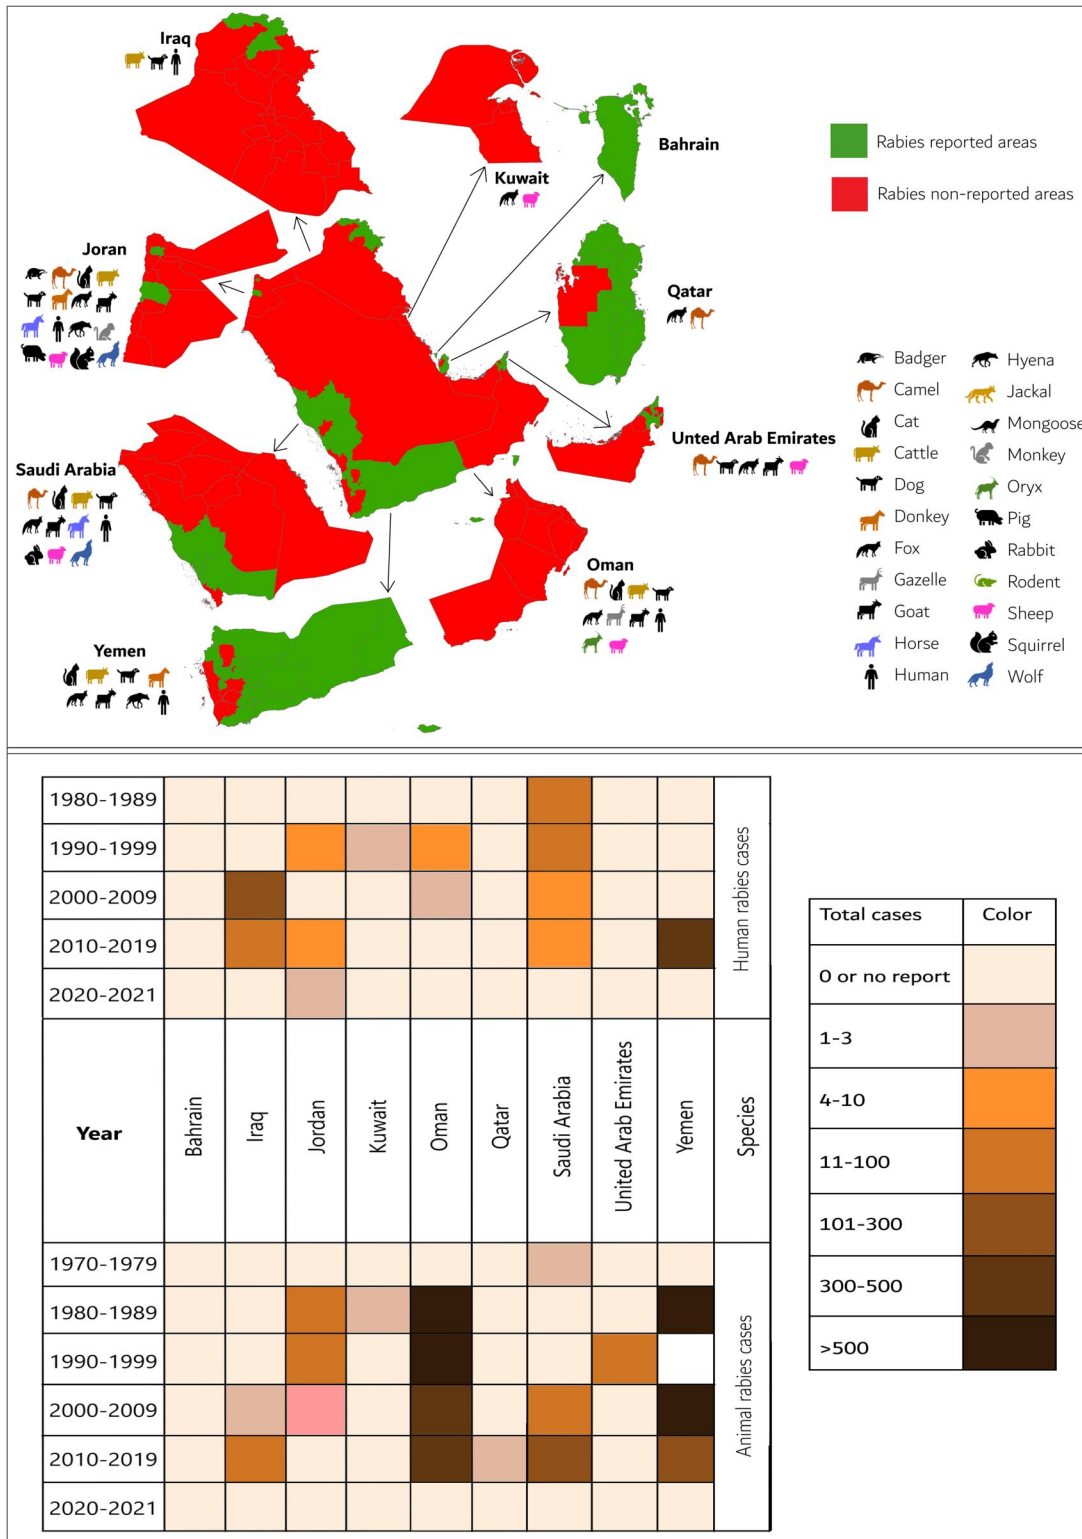 Iraq
Kuwait
Bahrain
Rabies reported areas
Rabies non-reported areas
Joran
Qatar
Saudi Arabia
Unted Arab Emirates
Oman
Yemen
Badger
Camel
Cat
Cattle
Dog
Donkey
Fox
Gazelle
Goat
Horse
Human
Hyena
Jackal
Mongoose
Monkey
Oryx
Pig
Rabbit
Rodent
Sheep
Squirrel
Wolf
1980-1989
1990-1999
2000-2009
2010-2019
2020-2021
Human rabies cases
Year
Bahrain
Iraq
Jordan
Kuwait
Oman
Qatar
Saudi Arabia
United Arab Emirates
Yemen
Species
1970-1979
1980-1989
1990-1999
2000-2009
2010-2019
2020-2021
Animal rabies cases
Total cases Color
0 or no report
1-3
4-10
11-100
101-300
300-500
>500